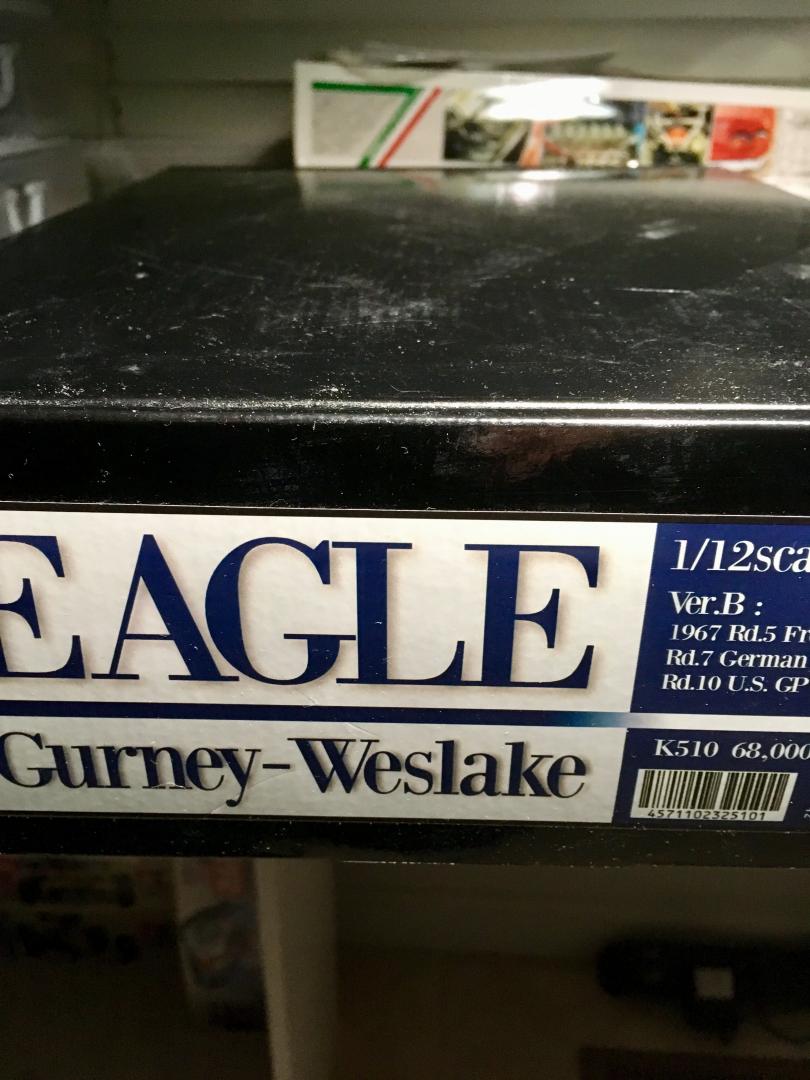 EAGLE
Gurney-Weslake
1/12sca
Ver.B :
1967 Rd.5 Fr
Rd.7 German
Rd.10 U.S. GP
K510 68,000
4571102325101